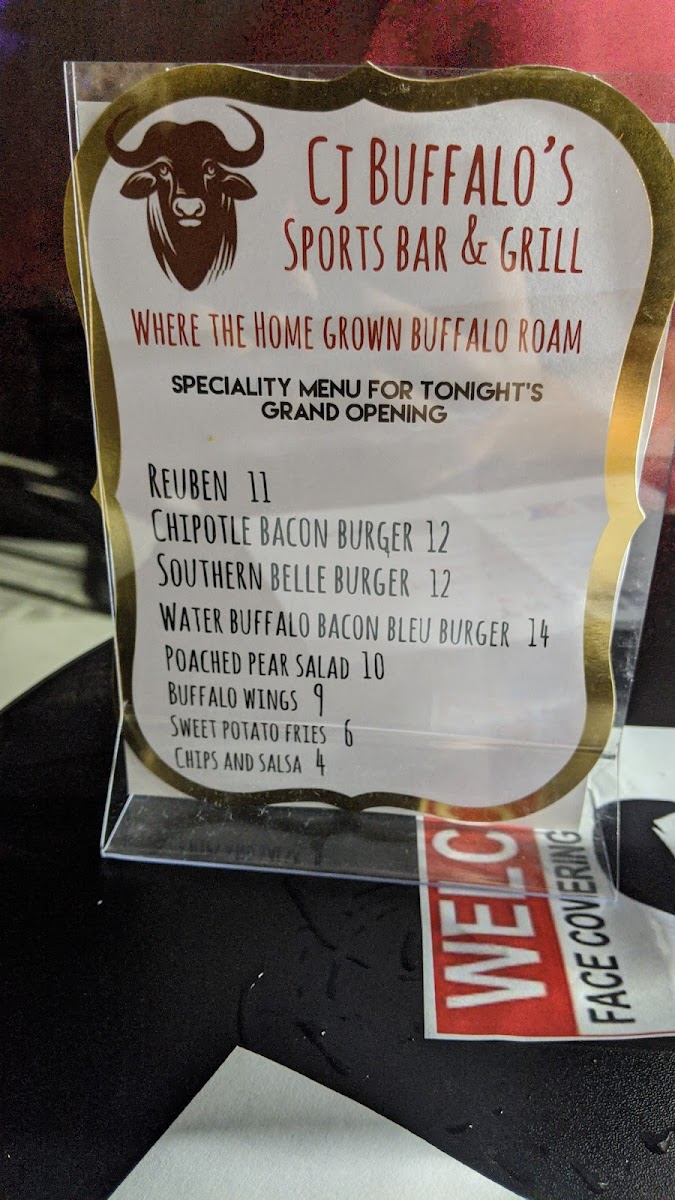 CJ BUFFALO'S
SPORTS BAR & GRILL
WHERE THE HOME GROWN BUFFALO ROAM
SPECIALITY MENU FOR TONIGHT'S
GRAND OPENING
REUBEN 11
CHIPOTLE BACON BURGER 12
SOUTHERN BELLE BURGER 12
WATER BUFFALO BACON BLEU BURGER 14
POACHED PEAR SALAD 10
BUFFALO WINGS 9
SWEET POTATO FRIES 6
CHIPS AND SALSA 4
WELC
FACE COVERING